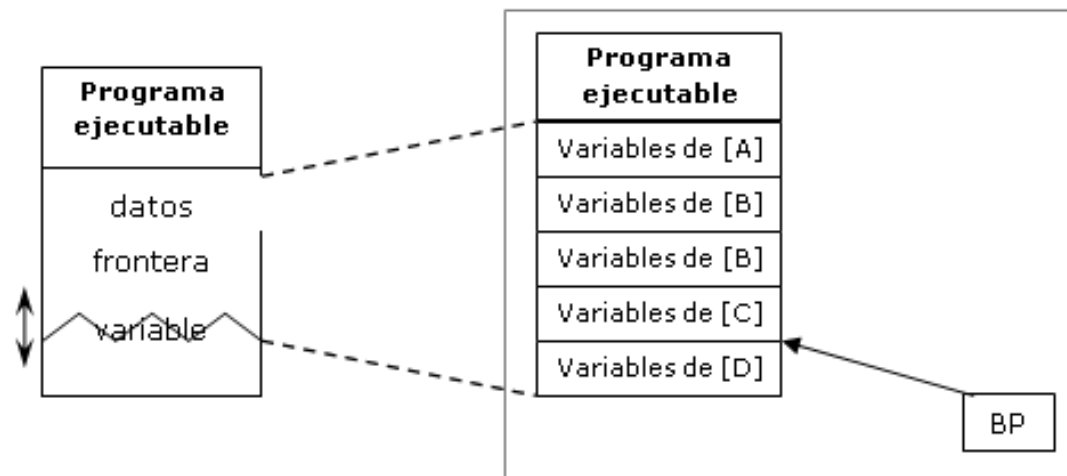 Programa
ejecutable
datos
frontera
variable
Programa
ejecutable
Variables de [A]
Variables de [B]
Variables de [B]
Variables de [C]
Variables de [D]
BP